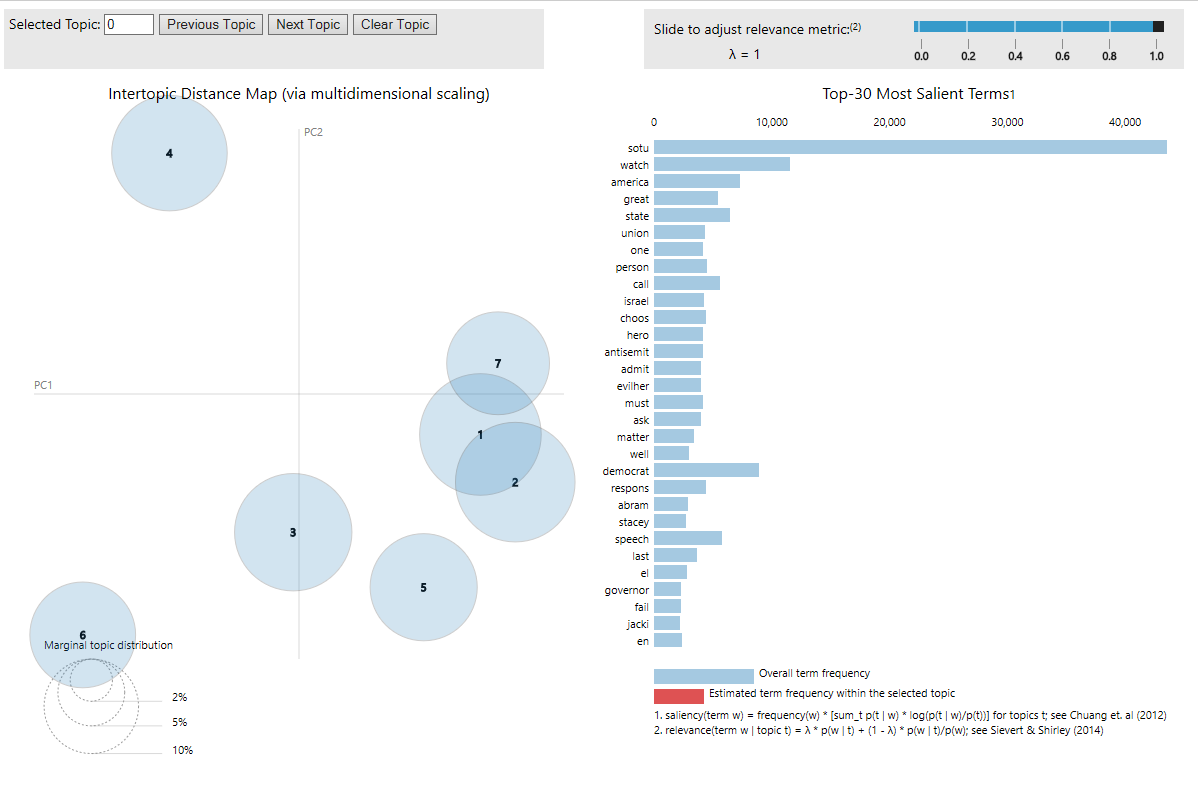 Selected Topic: 0 Previous Topic Next Topic Clear Topic
Slide to adjust relevance metric:(2)
λ = 1
0.0 0.2 0.4 0.6 0.8 1.0
Intertopic Distance Map (via multidimensional scaling)
PC2
PC1
4
7
1
2
3
5
6
Marginal topic distribution
2%
5%
10%
Top-30 Most Salient Terms1
0 10,000 20,000 30,000 40,000
sotu
watch
america
great
state
union
one
person
call
israel
choos
hero
antisemit
admit
evilher
must
ask
matter
well
democrat
respons
abram
stacey
speech
last
el
governor
fail
jacki
en
Overall term frequency
Estimated term frequency within the selected topic
1. saliency(term w) = frequency(w) * [sum_t p(t | w) * log(p(t | w)/p(t))] for topics t; see Chuang et. al (2012)
2. relevance(term w | topic t) = λ * p(w | t) + (1 - λ) * p(w | t)/p(w); see Sievert & Shirley (2014)